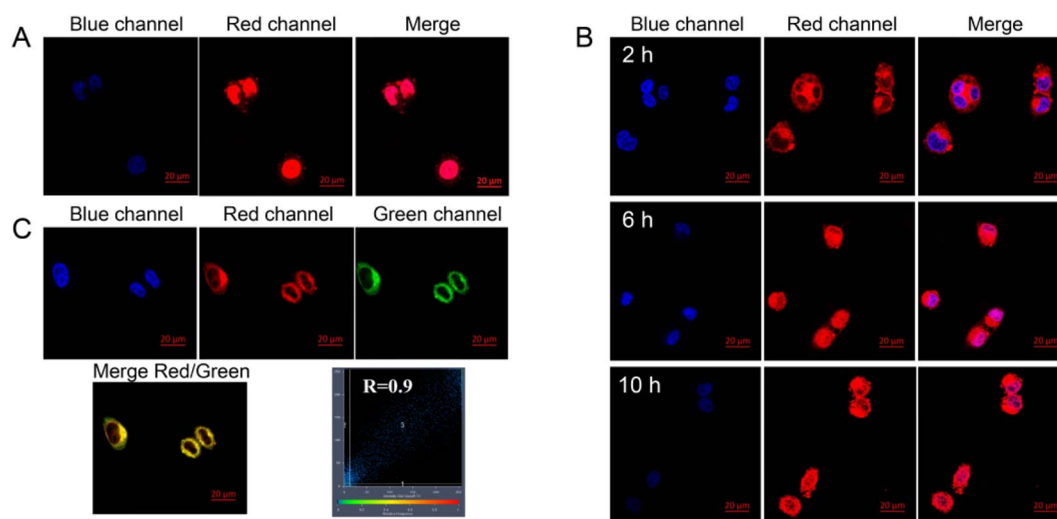 A
Blue channel
Red channel
Merge
20 μm
20 μm
20 μm
C
Blue channel
Red channel
Green channel
20 μm
20 μm
20 μm
Merge Red/Green
20 μm
R=0.9
3
1
B
Blue channel
Red channel
Merge
2 h
20 μm
20 μm
20 μm
6 h
20 μm
20 μm
20 μm
10 h
20 μm
20 μm
20 μm